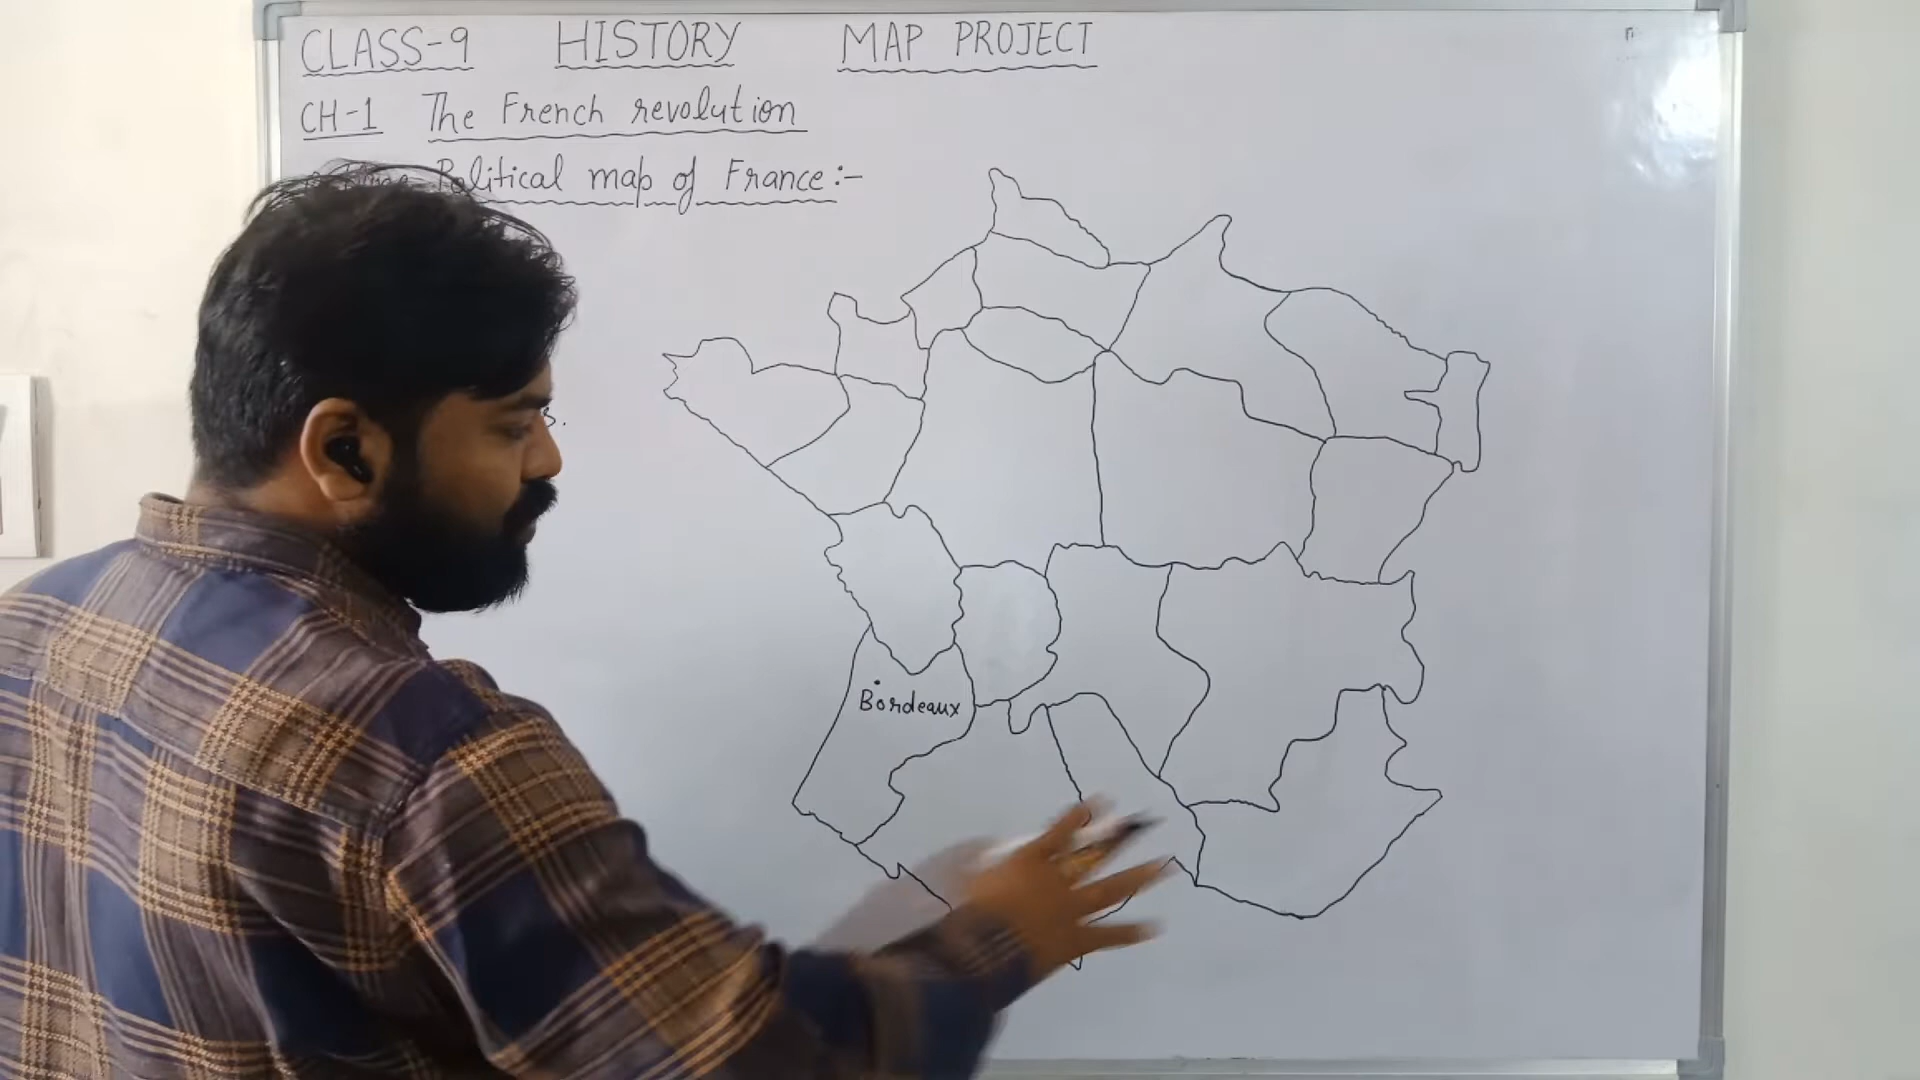 CLASS-9 HISTORY MAP PROJECT
CH-1 The French revolution
Political map of France:-
Bordeaux